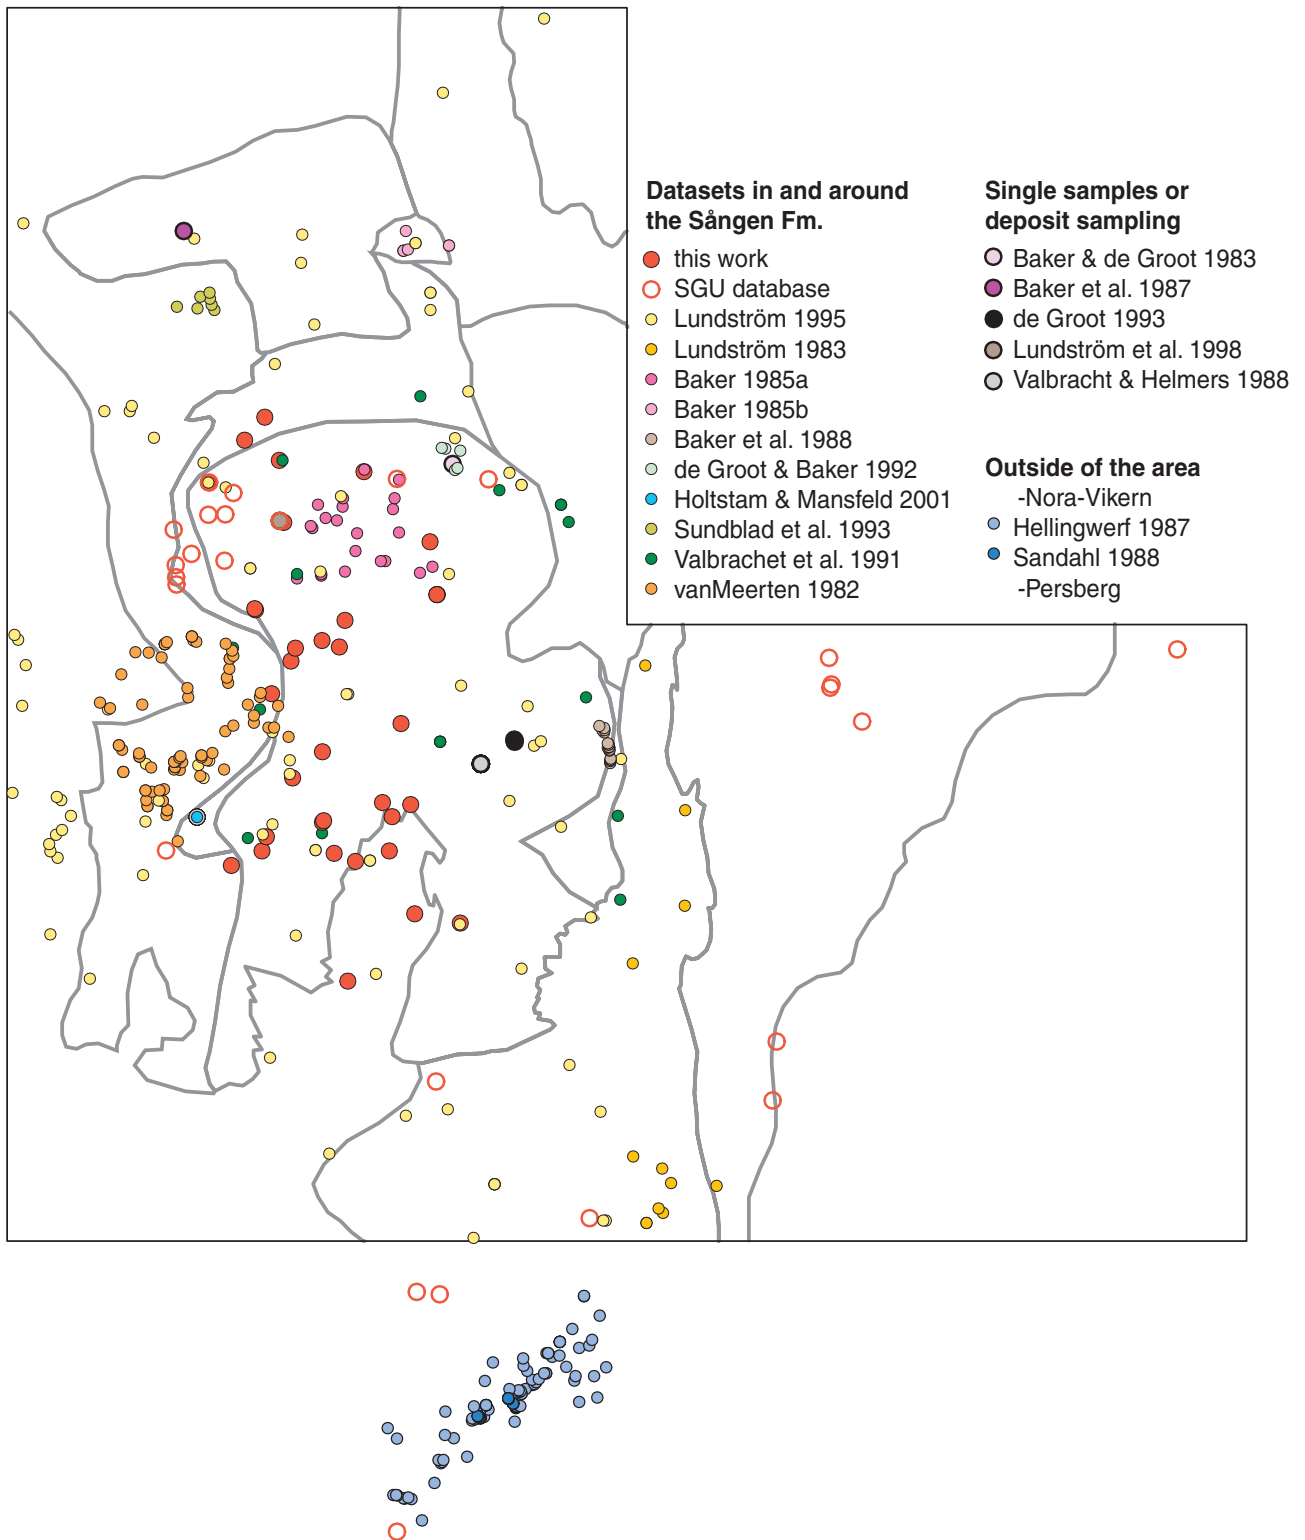 Datasets in and around
the Sången Fm.
this work
SGU database
Lundström 1995
Lundström 1983
Baker 1985a
Baker 1985b
Baker et al. 1988
de Groot & Baker 1992
Holtstam & Mansfeld 2001
Sundblad et al. 1993
Valbrachet et al. 1991
vanMeerten 1982
Single samples or
deposit sampling
Baker & de Groot 1983
Baker et al. 1987
de Groot 1993
Lundström et al. 1998
Valbracht & Helmers 1988
Outside of the area
-Nora-Vikern
Hellingwerf 1987
Sandahl 1988
-Persberg